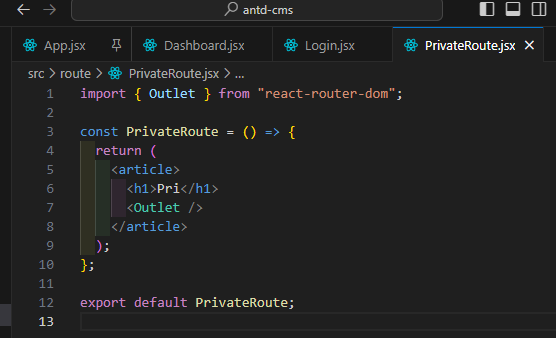 antd-cms
App.jsx Dashboard.jsx Login.jsx PrivateRoute.jsx
src > route > PrivateRoute.jsx > ...
1 import { Outlet } from "react-router-dom";
2
3 const PrivateRoute = () => {
4   return (
5     <article>
6       <h1>Pri</h1>
7       <Outlet />
8     </article>
9   );
10 };
11
12 export default PrivateRoute;
13